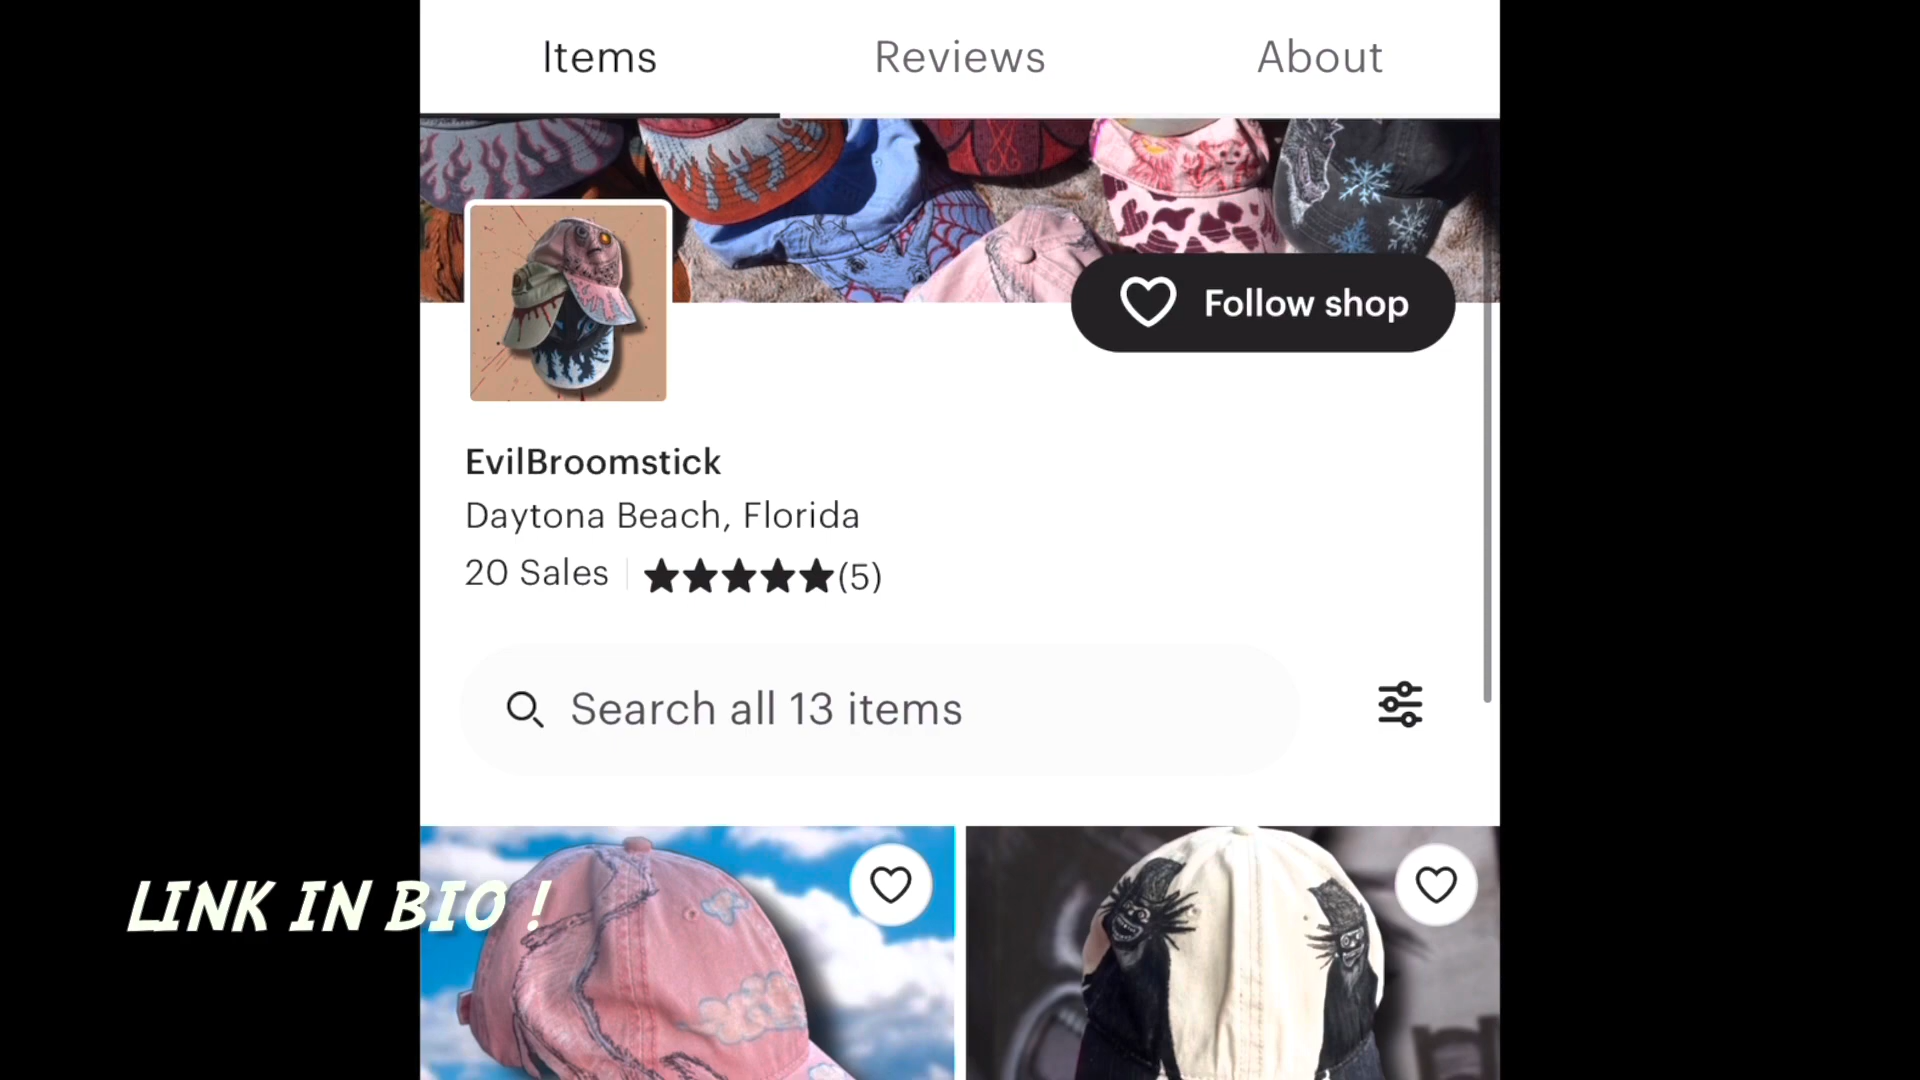 Items
Reviews
About
Follow shop
EvilBroomstick
Daytona Beach, Florida
20 Sales
(5)
Search all 13 items
LINK IN BIO !